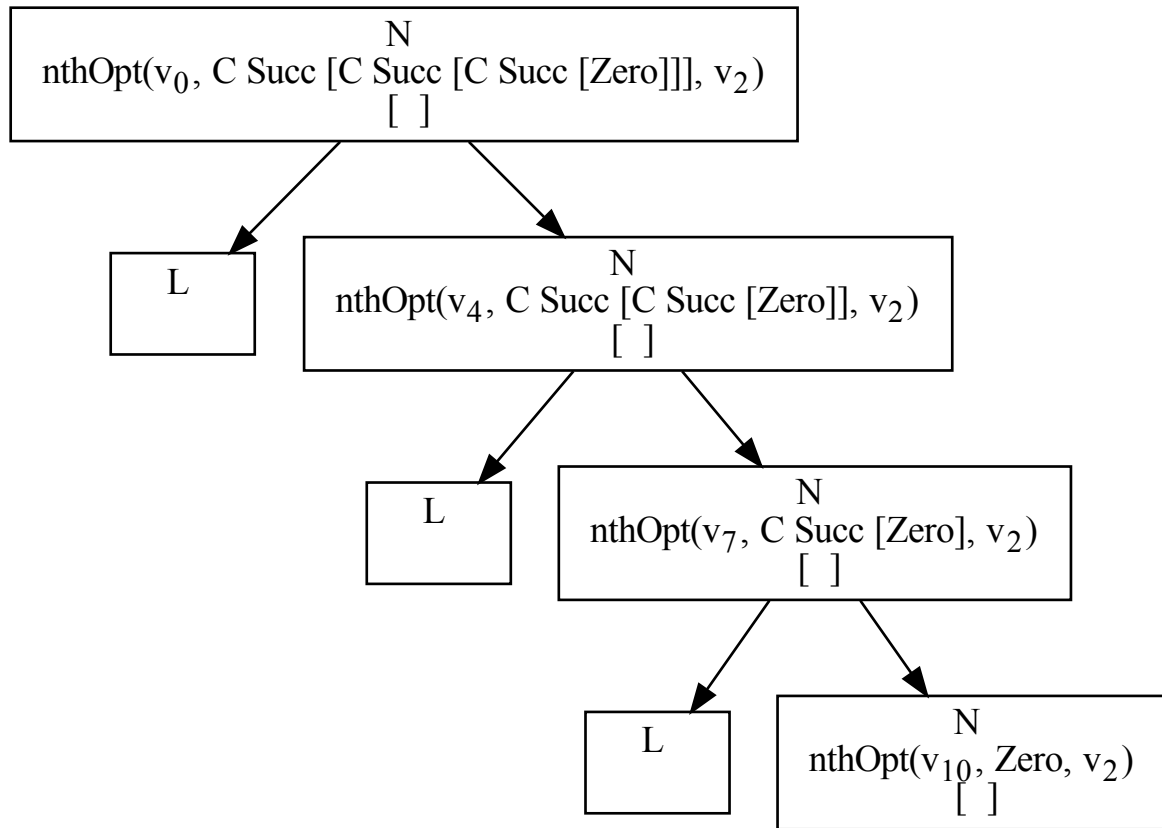 N
nthOpt(v₀, C Succ [C Succ [C Succ [Zero]]], v₂)
[ ]
L
N
nthOpt(v₄, C Succ [C Succ [Zero]], v₂)
[ ]
L
N
nthOpt(v₇, C Succ [Zero], v₂)
[ ]
L
N
nthOpt(v₁₀, Zero, v₂)
[ ]